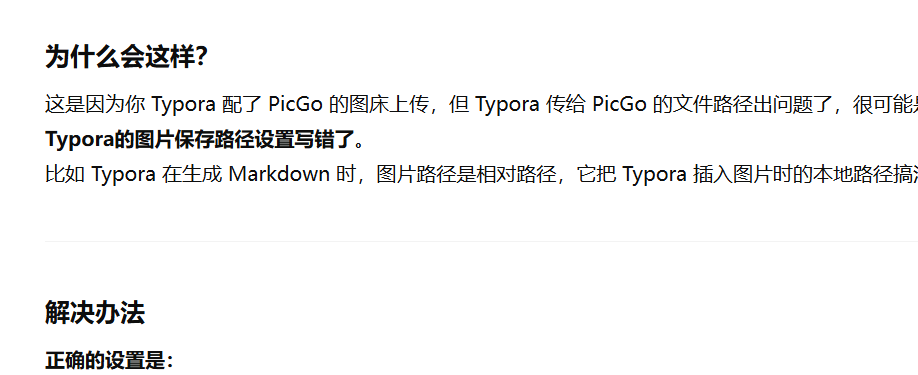 为什么会这样？
这是因为你 Typora 配了 PicGo 的图床上传，但 Typora 传给 PicGo 的文件路径出问题了，很可能
Typora的图片保存路径设置写错了。
比如 Typora 在生成 Markdown 时，图片路径是相对路径，它把 Typora 插入图片时的本地路径搞
解决办法
正确的设置是：